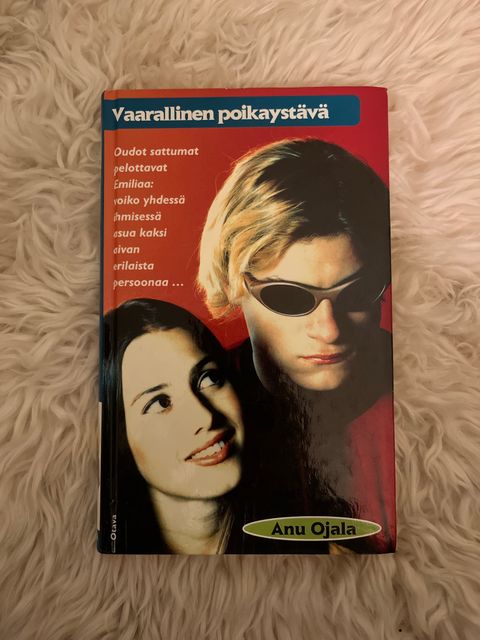 Vaarallinen poikaystävä
Oudot sattumat
pelottavat
Emiliaa:
voiko yhdessä
ihmisessä
asua kaksi
aivan
erilaista
persoonaa ...
Anu Ojala
Otava